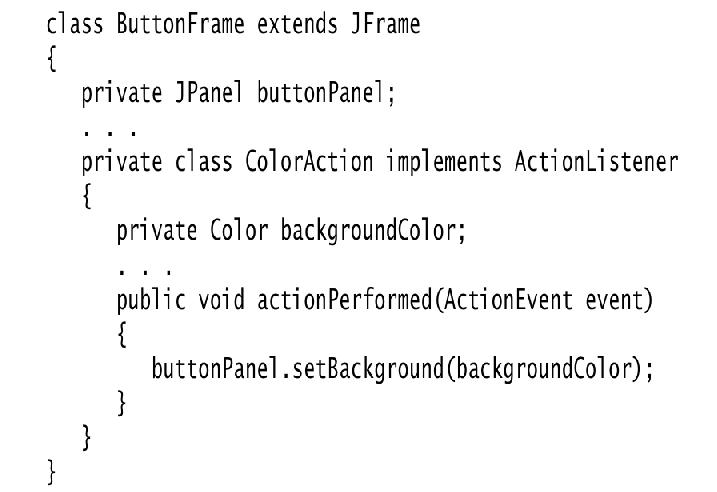 class ButtonFrame extends JFrame
{
private JPanel buttonPanel;
. . .
private class ColorAction implements ActionListener
{
private Color backgroundColor;
. . .
public void actionPerformed(ActionEvent event)
{
buttonPanel.setBackground(backgroundColor);
}
}
}